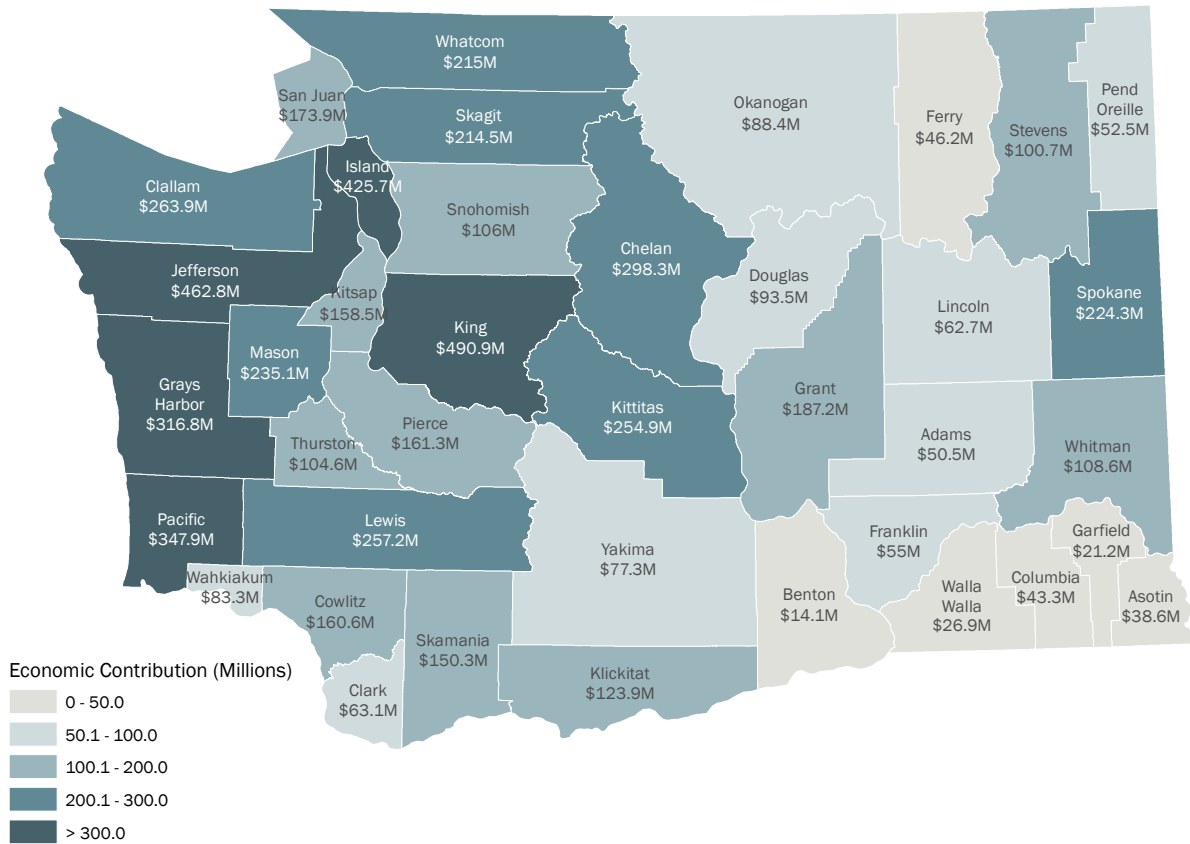 Whatcom
$215M
San Juan
$173.9M
Skagit
$214.5M
Okanogan
$88.4M
Ferry
$46.2M
Stevens
$100.7M
Pend
Oreille
$52.5M
Clallam
$263.9M
Island
$425.7M
Snohomish
$106M
Chelan
$298.3M
Jefferson
$462.8M
Kitsap
$158.5M
King
$490.9M
Douglas
$93.5M
Lincoln
$62.7M
Spokane
$224.3M
Mason
$235.1M
Grays
Harbor
$316.8M
Thurston
$104.6M
Pierce
$161.3M
Kittitas
$254.9M
Grant
$187.2M
Adams
$50.5M
Whitman
$108.6M
Pacific
$347.9M
Lewis
$257.2M
Yakima
$77.3M
Franklin
$55M
Garfield
$21.2M
Wahkiakum
$83.3M
Cowlitz
$160.6M
Skamania
$150.3M
Benton
$14.1M
Walla
Walla
$26.9M
Columbia
$43.3M
Asotin
$38.6M
Clark
$63.1M
Klickitat
$123.9M
Economic Contribution (Millions)
0 - 50.0
50.1 - 100.0
100.1 - 200.0
200.1 - 300.0
> 300.0